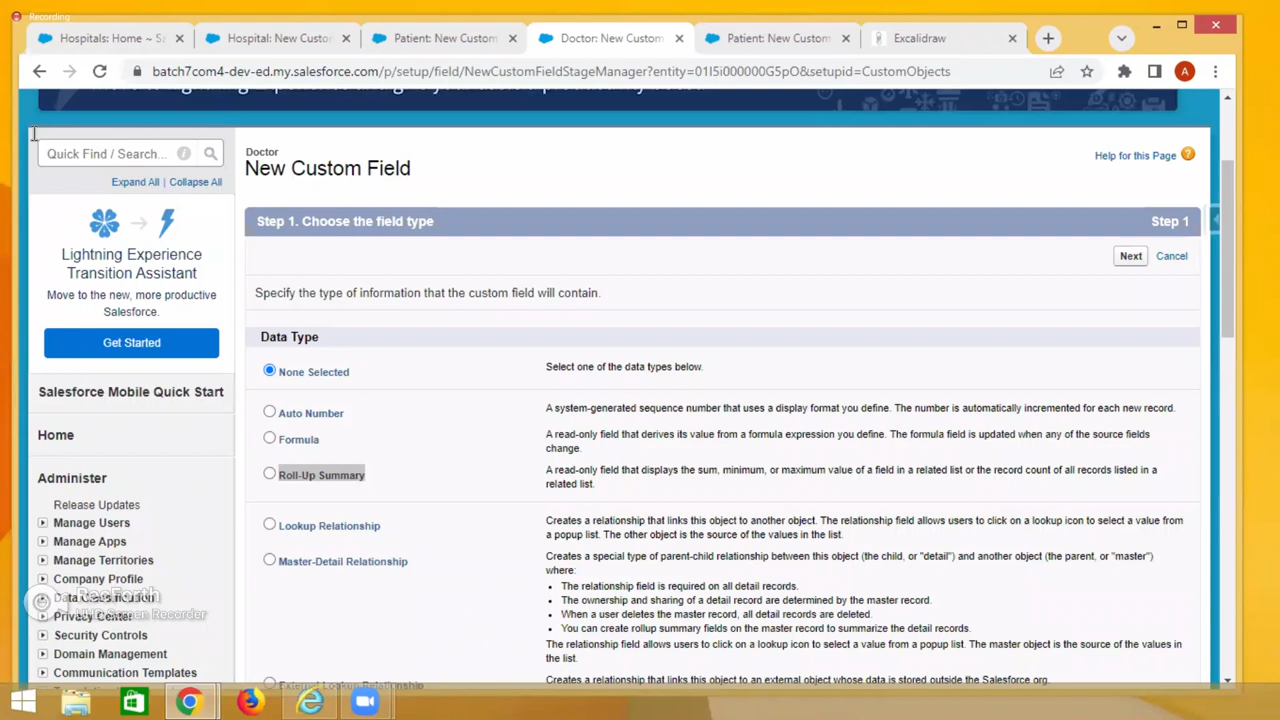 Recording
Hospitals: Home ~ Sa
Hospital: New Custo
Patient: New Custom
Doctor: New Custom
Patient: New Custom
Excalidraw
batch7com4-dev-ed.my.salesforce.com/p/setup/field/NewCustomFieldStageManager?entity=01I5i000000G5pO&setupid=CustomObjects
A
Quick Find / Search...
Expand All | Collapse All
Lightning Experience
Transition Assistant
Move to the new, more productive
Salesforce.
Get Started
Salesforce Mobile Quick Start
Home
Administer
Release Updates
Manage Users
Manage Apps
Manage Territories
Company Profile
Data Classification
Privacy Center
Security Controls
Domain Management
Communication Templates
Doctor
New Custom Field
Help for this Page
Step 1. Choose the field type
Step 1
Next
Cancel
Specify the type of information that the custom field will contain.
Data Type
None Selected
Select one of the data types below.
Auto Number
A system-generated sequence number that uses a display format you define. The number is automatically incremented for each new record.
Formula
A read-only field that derives its value from a formula expression you define. The formula field is updated when any of the source fields
change.
Roll-Up Summary
A read-only field that displays the sum, minimum, or maximum value of a field in a related list or the record count of all records listed in a
related list.
Lookup Relationship
Creates a relationship that links this object to another object. The relationship field allows users to click on a lookup icon to select a value from
a popup list. The other object is the source of the values in the list.
Master-Detail Relationship
Creates a special type of parent-child relationship between this object (the child, or "detail") and another object (the parent, or "master")
where:
• The relationship field is required on all detail records.
• The ownership and sharing of a detail record are determined by the master record.
• When a user deletes the master record, all detail records are deleted.
• You can create rollup summary fields on the master record to summarize the detail records.
The relationship field allows users to click on a lookup icon to select a value from a popup list. The master object is the source of the values in
the list.
External Lookup Relationship
Creates a relationship that links this object to an external object whose data is stored outside the Salesforce org
Screen Recorder